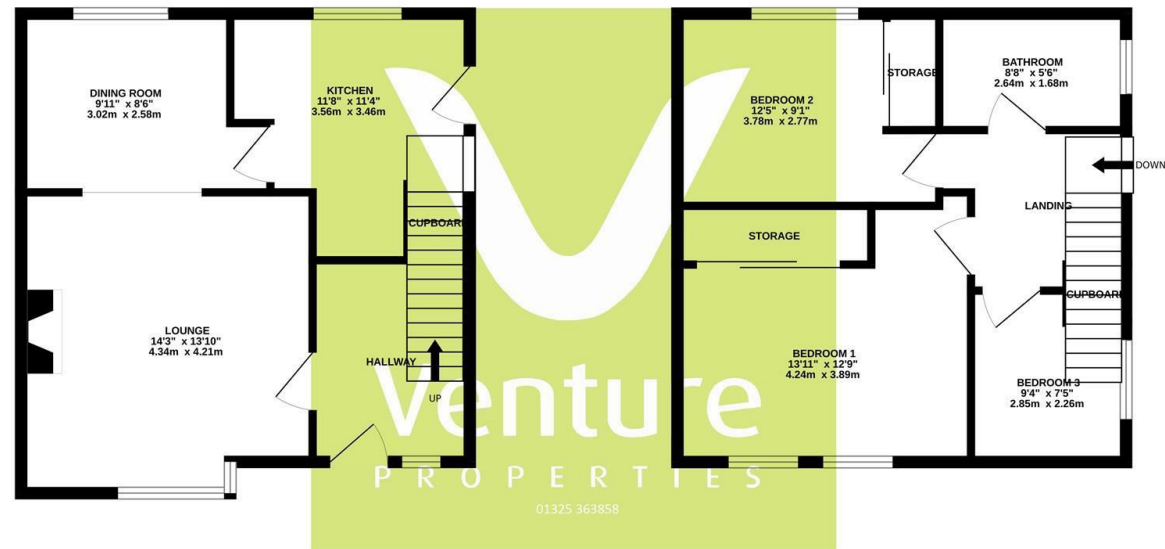 DINING ROOM
9'11" x 8'6"
3.02m x 2.58m
KITCHEN
11'8" x 11'4"
3.56m x 3.46m
CUPBOARD
LOUNGE
14'3" x 13'10"
4.34m x 4.21m
HALLWAY
UP
BEDROOM 2
12'5" x 9'1"
3.78m x 2.77m
STORAGE
BATHROOM
8'8" x 5'6"
2.64m x 1.68m
DOWN
LANDING
STORAGE
CUPBOARD
BEDROOM 1
13'11" x 12'9"
4.24m x 3.89m
BEDROOM 3
9'4" x 7'5"
2.85m x 2.26m
Venture
PROPERTIES
01325 363858